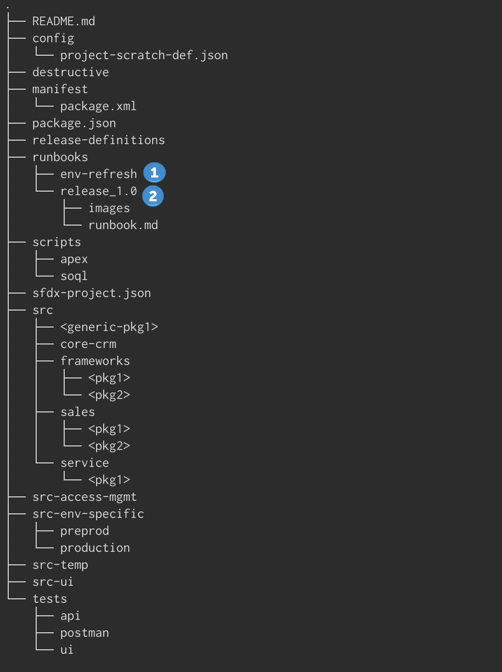 .
├── README.md
├── config
│   └── project-scratch-def.json
├── destructive
├── manifest
│   └── package.xml
├── package.json
├── release-definitions
├── runbooks
│   ├── env-refresh 1
│   └── release_1.0 2
│       ├── images
│       └── runbook.md
├── scripts
│   ├── apex
│   └── soql
├── sfdx-project.json
├── src
│   ├── <generic-pkg1>
│   ├── core-crm
│   ├── frameworks
│   │   ├── <pkg1>
│   │   └── <pkg2>
│   ├── sales
│   │   ├── <pkg1>
│   │   └── <pkg2>
│   └── service
│       └── <pkg1>
├── src-access-mgmt
├── src-env-specific
│   ├── preprod
│   └── production
├── src-temp
├── src-ui
└── tests
    ├── api
    ├── postman
    └── ui